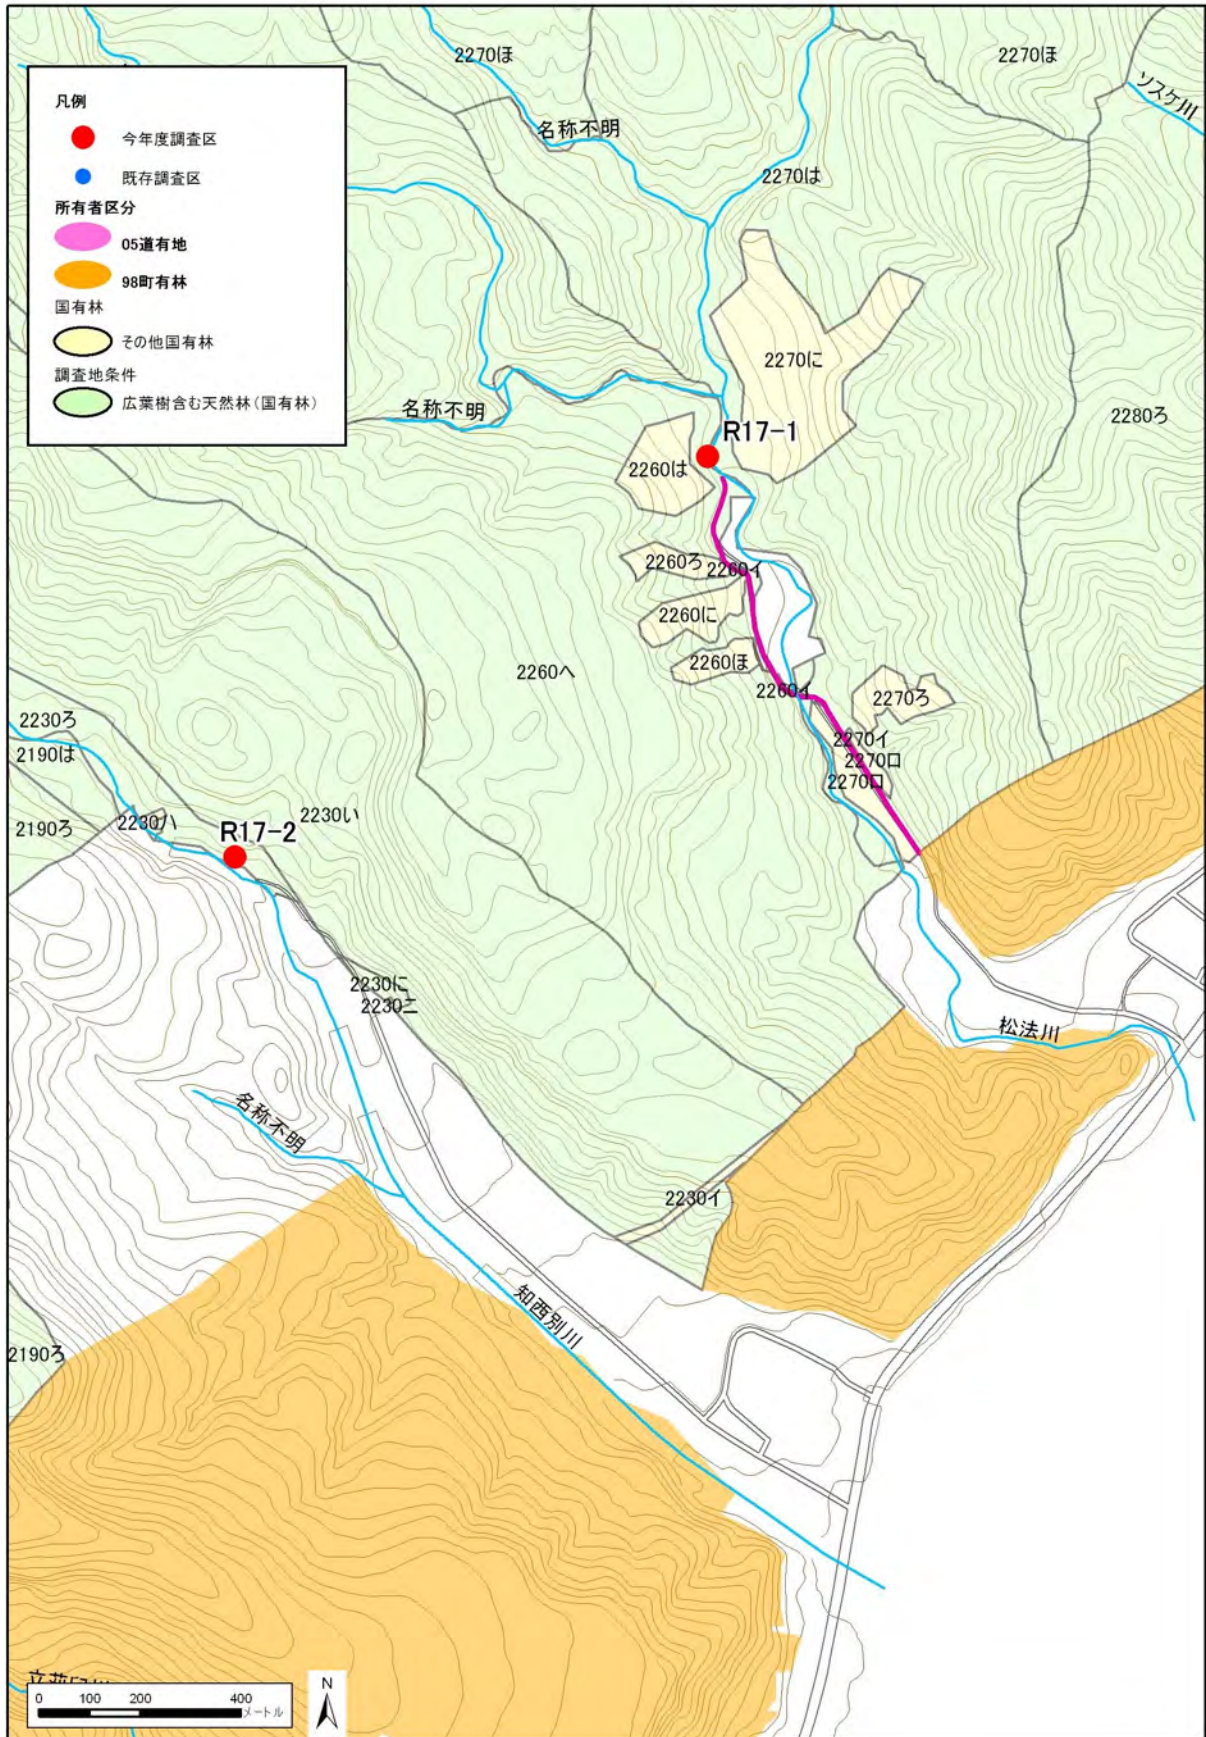 2270ほ
2270ほ
ソスケ川
名称不明
2270は
凡例
今年度調査区
既存調査区
所有者区分
05道有地
98町有林
国有林
その他国有林
調査地条件
広葉樹含む天然林(国有林)
2270に
名称不明
2280ろ
R17-1
2260は
2260ろ
2260イ
2260に
2260ほ
2260へ
2260イ
2270ろ
2230ろ
2190は
2270イ
2270ロ
2270ロ
2190ろ
2230ハ
2230い
R17-2
2230に
2230ニ
松法川
名称不明
2230イ
知西別川
2190ろ
0 100 200 400
メートル
N